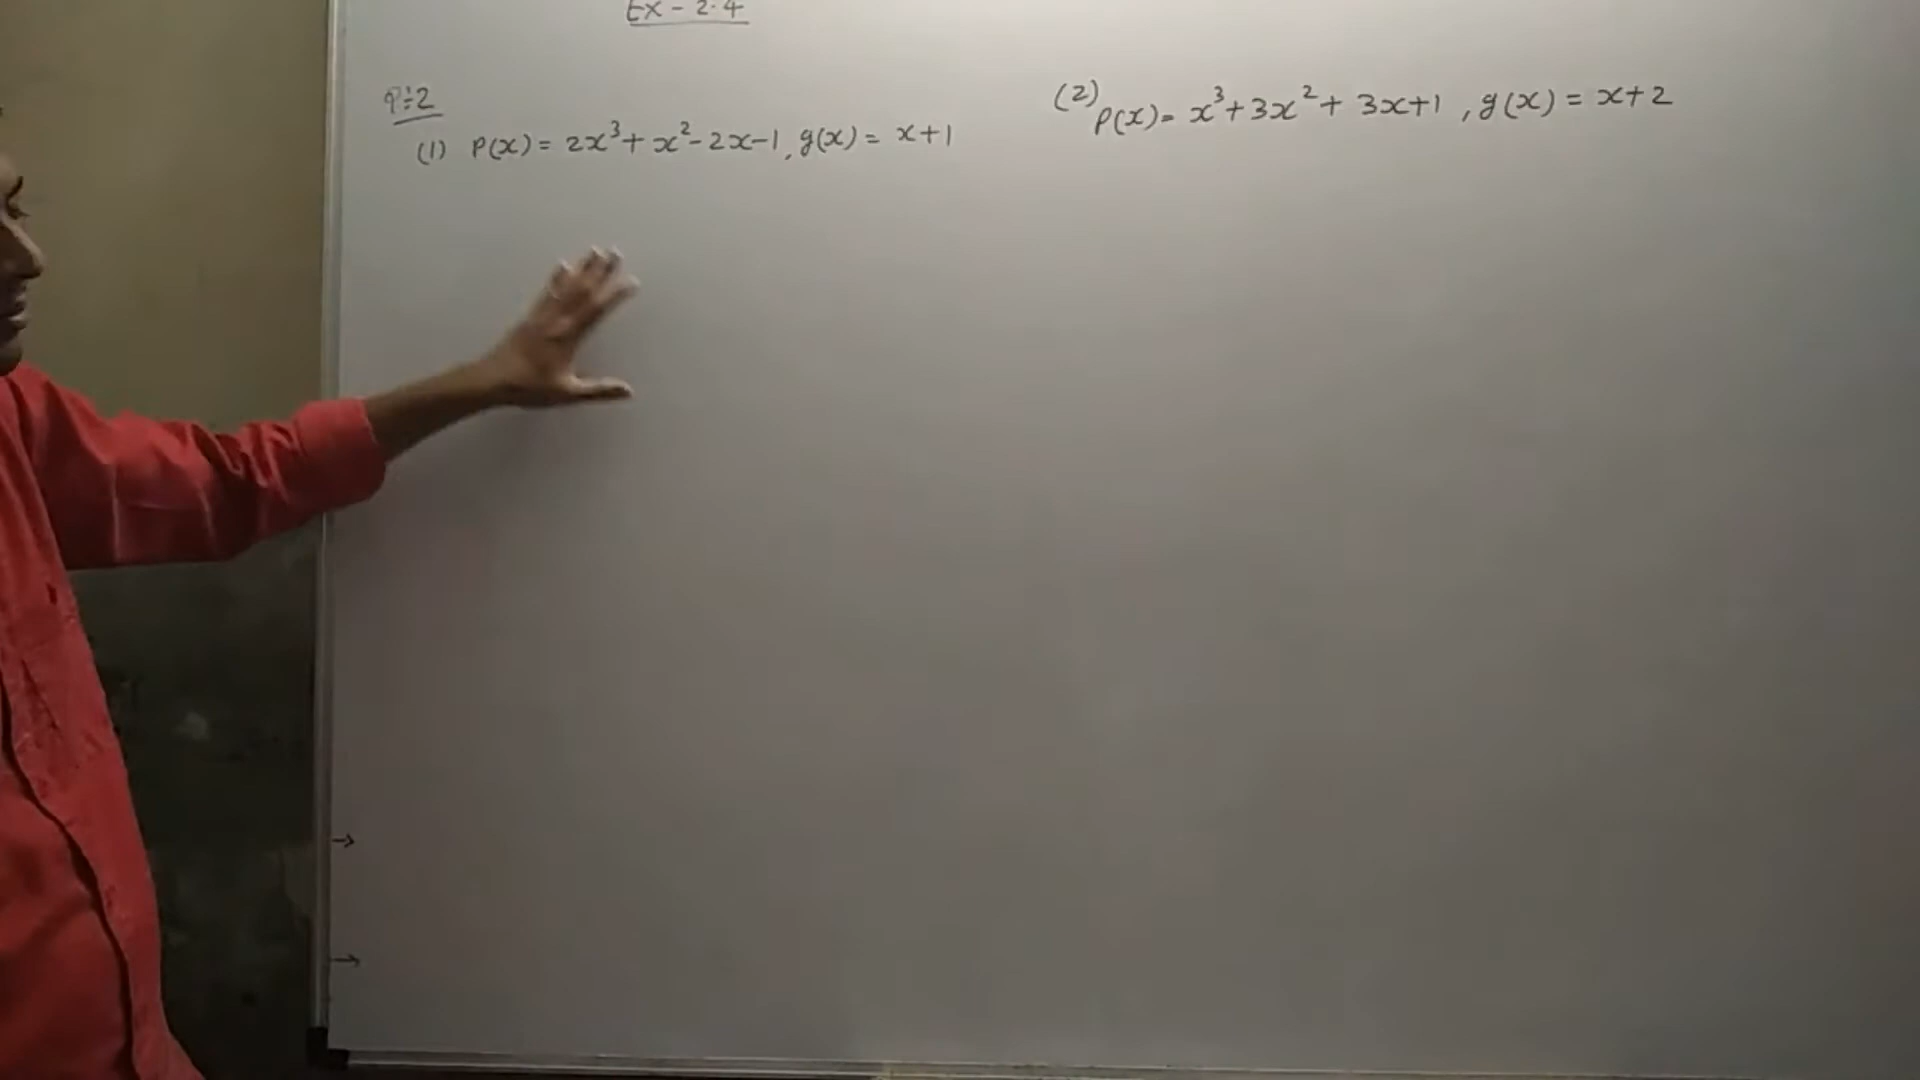 Ex - 2.4
Q:2
(1) P(x) = 2x³ + x² - 2x - 1, g(x) = x + 1
(2) P(x) = x³ + 3x² + 3x + 1, g(x) = x + 2
→
→